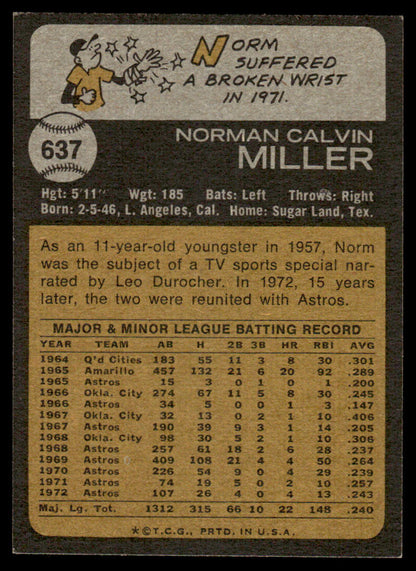 NORM
SUFFERED
A BROKEN WRIST
IN 1971.
637
NORMAN CALVIN
MILLER
Hgt: 5'11" Wgt: 185 Bats: Left Throws: Right
Born: 2-5-46, L. Angeles, Cal. Home: Sugar Land, Tex.
As an 11-year-old youngster in 1957, Norm
was the subject of a TV sports special nar-
rated by Leo Durocher. In 1972, 15 years
later, the two were reunited with Astros.
MAJOR & MINOR LEAGUE BATTING RECORD
YEAR TEAM AB H 2B 3B HR RBI AVG
1964 Q'd Cities 183 55 11 3 8 30 .301
1965 Amarillo 457 132 21 6 20 92 .289
1965 Astros 15 3 0 1 0 1 .200
1966 Okla. City 274 67 11 5 8 30 .245
1966 Astros 34 5 0 0 1 3 .147
1967 Okla. City 32 13 0 2 1 10 .406
1967 Astros 190 39 9 3 1 14 .205
1968 Okla. City 98 30 5 2 1 10 .306
1968 Astros 257 61 18 2 6 28 .237
1969 Astros 409 108 21 4 4 50 .264
1970 Astros 226 54 9 0 4 29 .239
1971 Astros 74 19 5 0 2 10 .257
1972 Astros 107 26 4 0 4 13 .243
Maj. Lg. Tot. 1312 315 66 10 22 148 .240
★©T.C.G., PRTD. IN U.S.A.